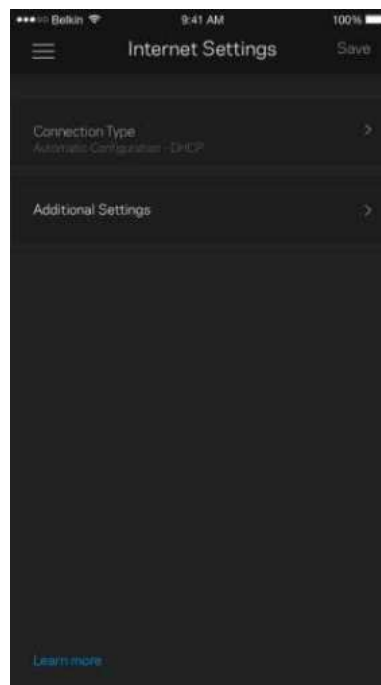 Belkin 9:41 AM 100%
Internet Settings Save
Connection Type
Automatic Configuration - DHCP
Additional Settings
Learn more